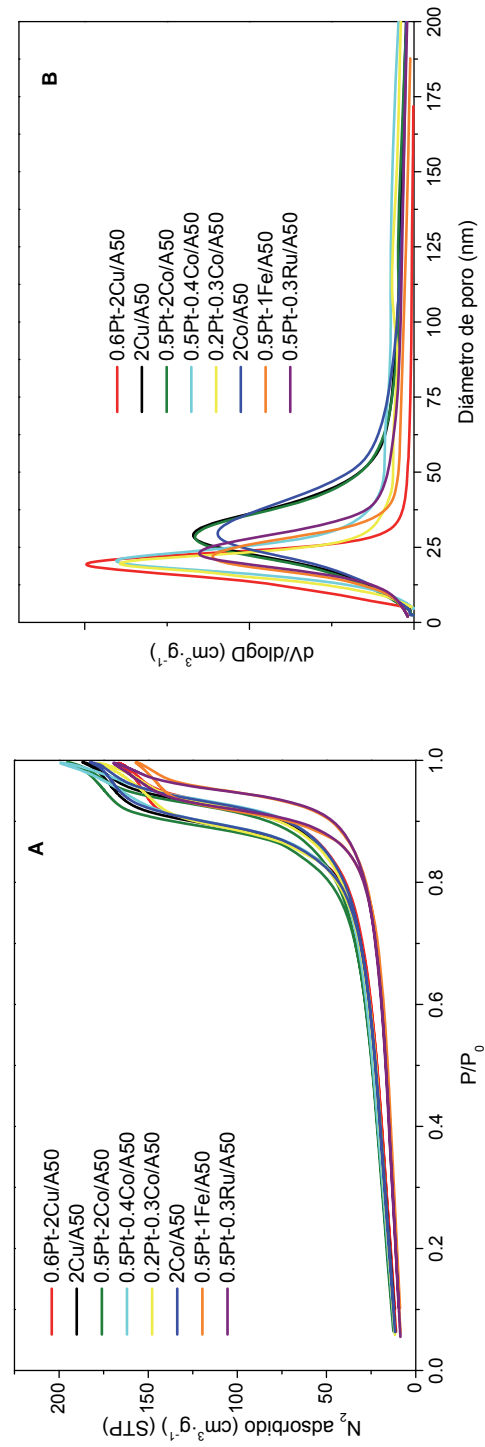 A
0.6Pt-2Cu/A50
2Cu/A50
0.5Pt-2Co/A50
0.5Pt-0.4Co/A50
0.2Pt-0.3Co/A50
2Co/A50
0.5Pt-1Fe/A50
0.5Pt-0.3Ru/A50
N₂ adsorbido (cm³·g⁻¹) (STP)
250
200
150
100
50
0
0.0 0.2 0.4 0.6 0.8 1.0
P/P₀
B
0.6Pt-2Cu/A50
2Cu/A50
0.5Pt-2Co/A50
0.5Pt-0.4Co/A50
0.2Pt-0.3Co/A50
2Co/A50
0.5Pt-1Fe/A50
0.5Pt-0.3Ru/A50
dV/dlogD (cm³·g⁻¹)
0 25 50 75 100 125 150 175 200
Diámetro de poro (nm)